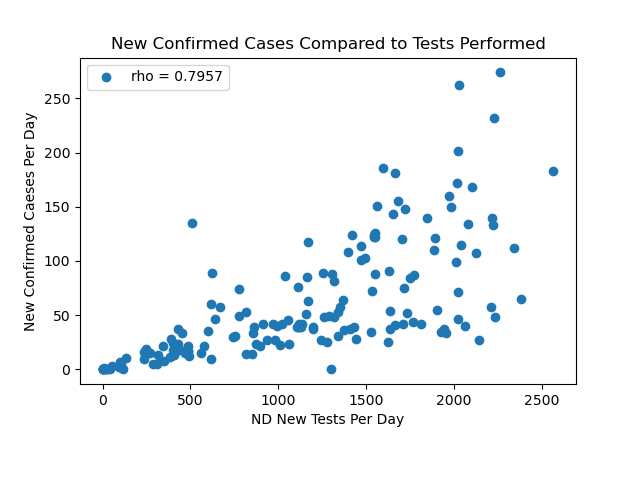 New Confirmed Cases Compared to Tests Performed
rho = 0.7957
New Confirmed Caeses Per Day
250
200
150
100
50
0
0 500 1000 1500 2000 2500
ND New Tests Per Day